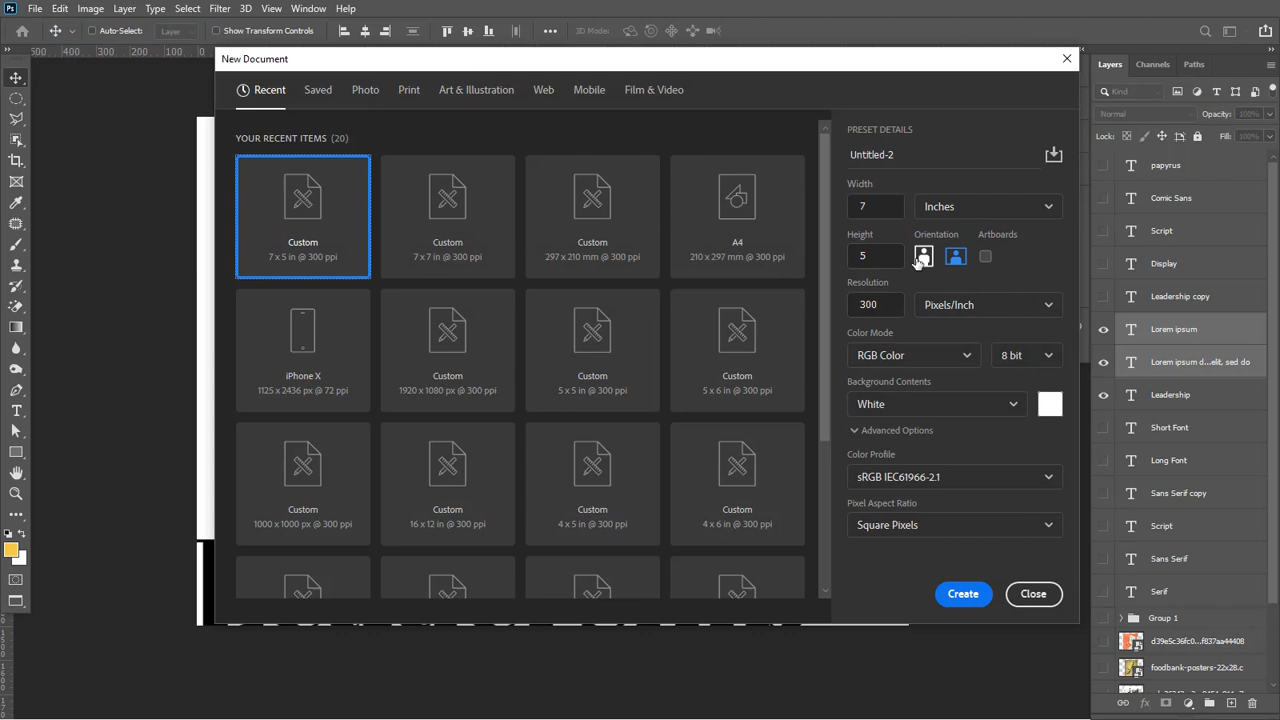 Ps File Edit Image Layer Type Select Filter 3D View Window Help
Auto-Select: Layer Show Transform Controls 3D Mode:
500 400 300 200 100 0
New Document
Recent Saved Photo Print Art & Illustration Web Mobile Film & Video
YOUR RECENT ITEMS (20)
Custom
7 x 5 in @ 300 ppi
Custom
7 x 7 in @ 300 ppi
Custom
297 x 210 mm @ 300 ppi
A4
210 x 297 mm @ 300 ppi
iPhone X
1125 x 2436 px @ 72 ppi
Custom
1920 x 1080 px @ 300 ppi
Custom
5 x 5 in @ 300 ppi
Custom
5 x 6 in @ 300 ppi
Custom
1000 x 1000 px @ 300 ppi
Custom
16 x 12 in @ 300 ppi
Custom
4 x 5 in @ 300 ppi
Custom
4 x 6 in @ 300 ppi
PRESET DETAILS
Untitled-2
Width
7 Inches
Height Orientation Artboards
5
Resolution
300 Pixels/Inch
Color Mode
RGB Color 8 bit
Background Contents
White
Advanced Options
Color Profile
sRGB IEC61966-2.1
Pixel Aspect Ratio
Square Pixels
Create Close
Layers Channels Paths
Kind
Normal Opacity: 100%
Lock: Fill: 100%
papyrus
Comic Sans
Script
Display
Leadership copy
Lorem ipsum
Lorem ipsum d...elit, sed do
Leadership
Short Font
Long Font
Sans Serif copy
Script
Sans Serif
Serif
Group 1
d39e5c36fc0...f837aa44408
foodbank-posters-22x28.c